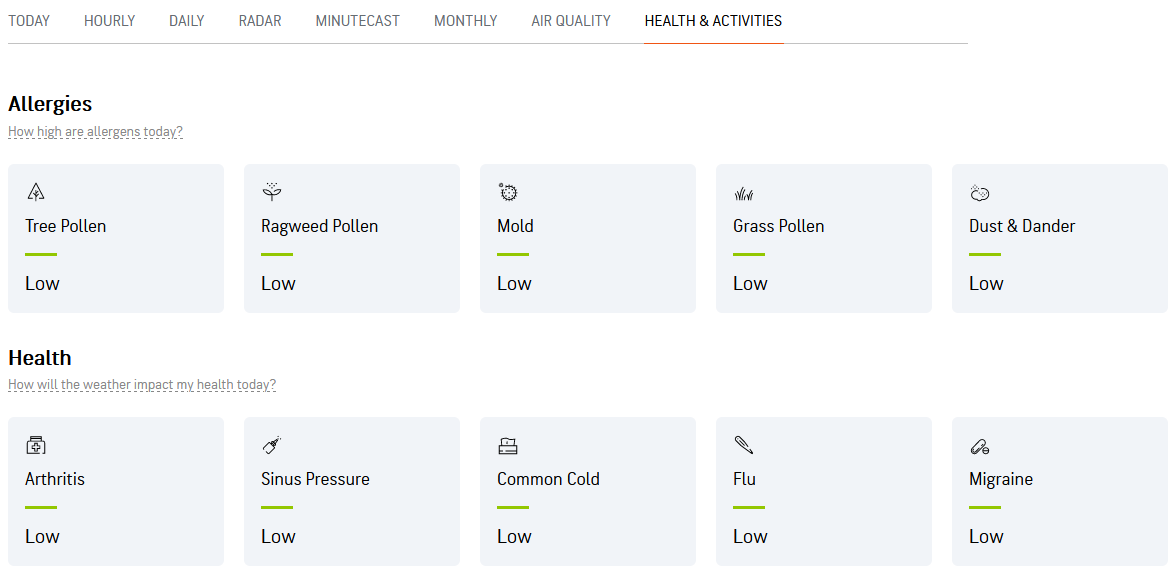 TODAY HOURLY DAILY RADAR MINUTECAST MONTHLY AIR QUALITY HEALTH & ACTIVITIES
Allergies
How high are allergens today?
Tree Pollen Ragweed Pollen Mold Grass Pollen Dust & Dander
Low Low Low Low Low
Health
How will the weather impact my health today?
Arthritis Sinus Pressure Common Cold Flu Migraine
Low Low Low Low Low